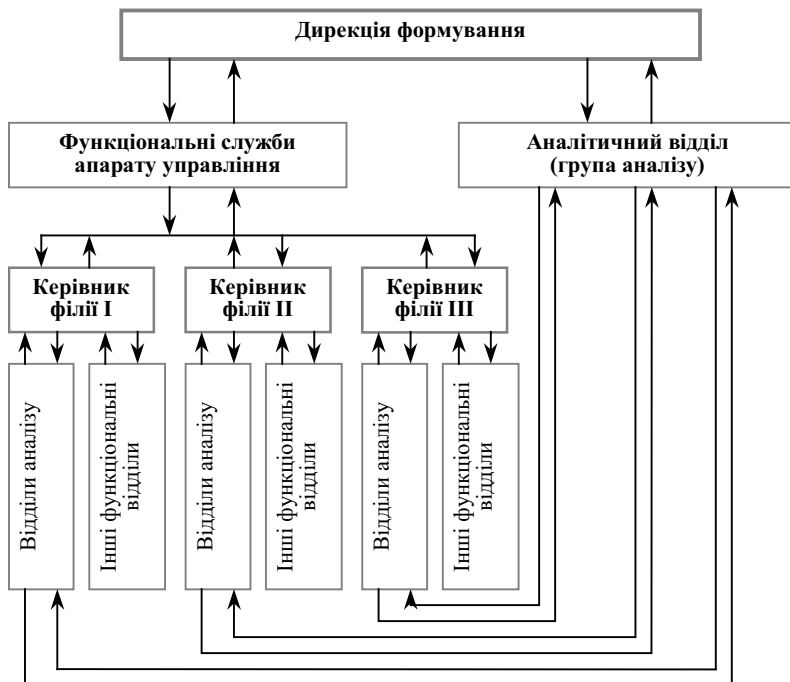 Дирекція формування
Функціональні служби
апарату управління
Аналітичний відділ
(група аналізу)
Керівник
філії I
Керівник
філії II
Керівник
філії III
Відділи аналізу
Інші функціональні
відділи
Відділи аналізу
Інші функціональні
відділи
Відділи аналізу
Інші функціональні
відділи